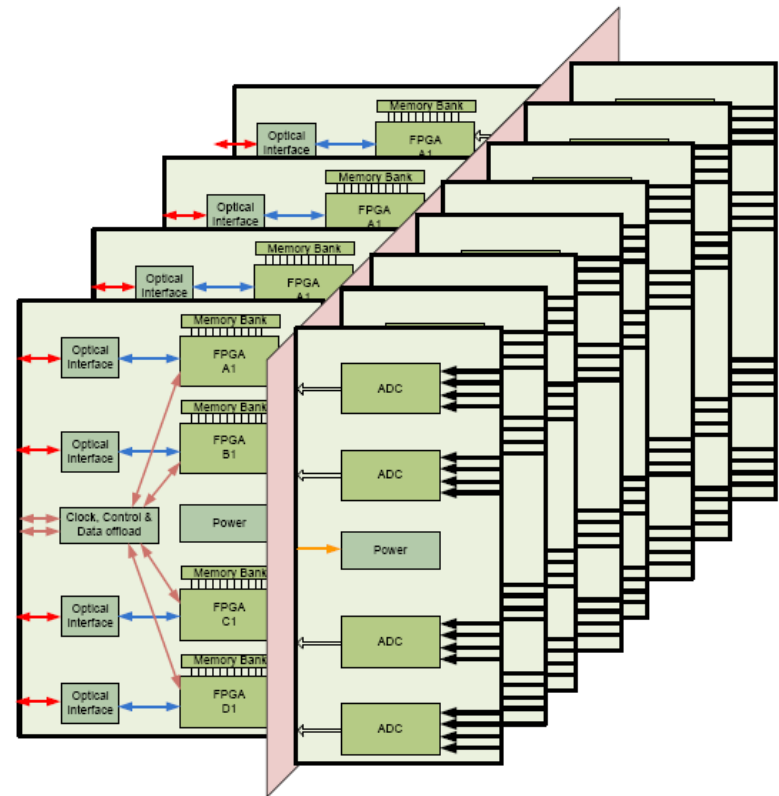 Memory Bank
Optical
Interface
FPGA
A1
Memory Bank
Optical
Interface
FPGA
A1
Memory Bank
Optical
Interface
FPGA
A1
Memory Bank
Optical
Interface
FPGA
A1
ADC
Memory Bank
Optical
Interface
FPGA
B1
ADC
Clock, Control &
Data offload
Power
Power
Memory Bank
Optical
Interface
FPGA
C1
ADC
Memory Bank
Optical
Interface
FPGA
D1
ADC